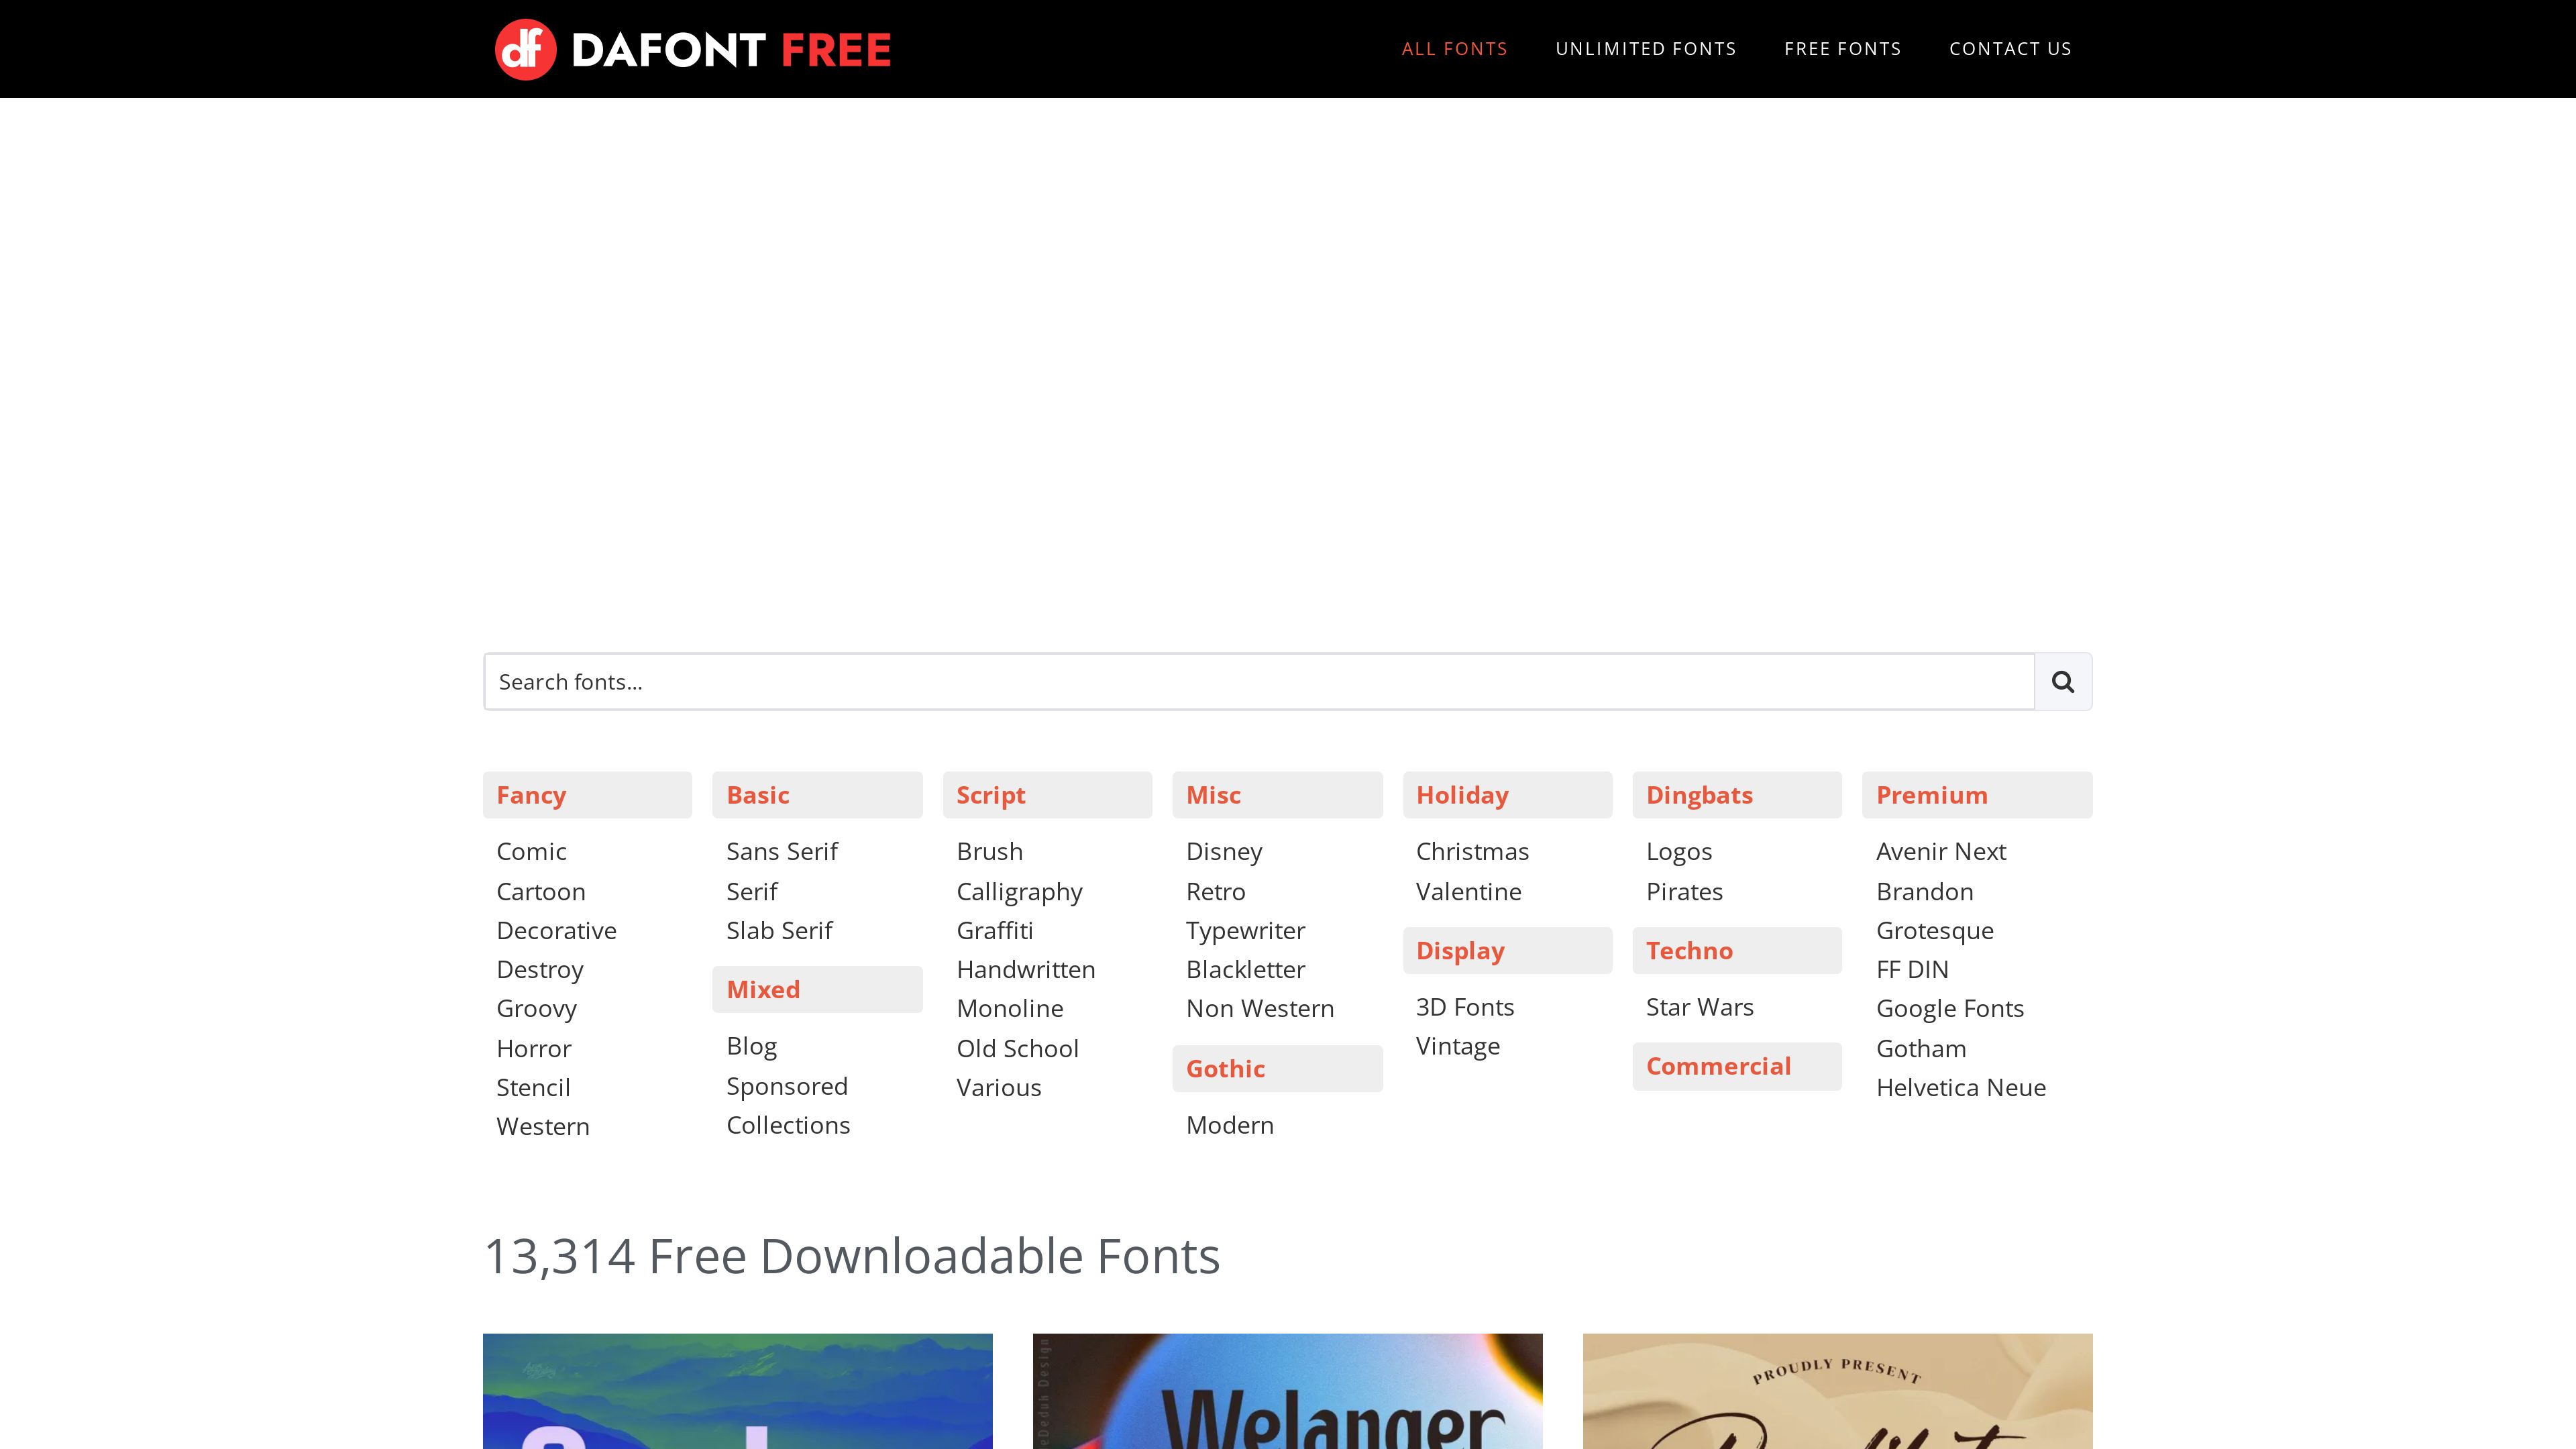 df DAFONT FREE
ALL FONTS UNLIMITED FONTS FREE FONTS CONTACT US
Search fonts...
Fancy
Comic
Cartoon
Decorative
Destroy
Groovy
Horror
Stencil
Western
Basic
Sans Serif
Serif
Slab Serif
Mixed
Blog
Sponsored
Collections
Script
Brush
Calligraphy
Graffiti
Handwritten
Monoline
Old School
Various
Misc
Disney
Retro
Typewriter
Blackletter
Non Western
Gothic
Modern
Holiday
Christmas
Valentine
Display
3D Fonts
Vintage
Dingbats
Logos
Pirates
Techno
Star Wars
Commercial
Premium
Avenir Next
Brandon
Grotesque
FF DIN
Google Fonts
Gotham
Helvetica Neue
13,314 Free Downloadable Fonts
Welanger
PROUDLY PRESENT